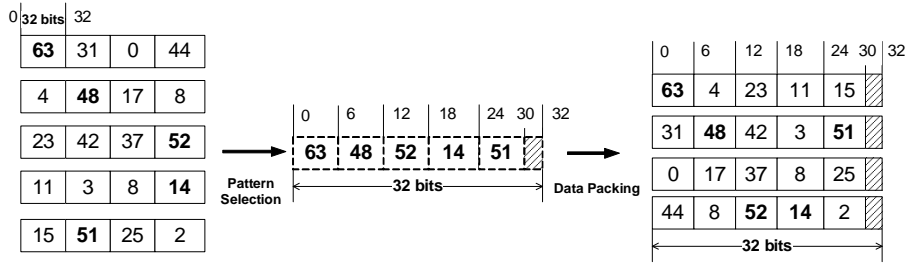 0 32 bits 32
63 31 0 44
4 48 17 8
23 42 37 52
11 3 8 14
15 51 25 2
Pattern
Selection
0 6 12 18 24 30 32
63 48 52 14 51
32 bits
Data Packing
0 6 12 18 24 30 32
63 4 23 11 15
31 48 42 3 51
0 17 37 8 25
44 8 52 14 2
32 bits